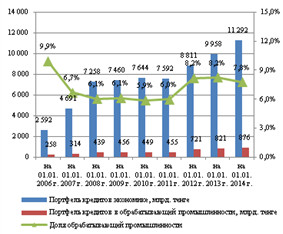 14 000 15,0%
12 000 12,0%
10 000 9,0%
8 000 6,0%
6 000 3,0%
4 000 0,0%
2 000
0
9,9% 6,7% 6,1% 6,1% 5,9% 6,0% 8,2% 8,2% 7,8%
2 592 4 691 7 258 7 460 7 644 7 592 8 811 9 958 11 292
258 314 439 456 449 455 721 821 876
на на на на на на на на на
01.01. 01.01. 01.01. 01.01. 01.01. 01.01. 01.01. 01.01. 01.01.
2006 г. 2007 г. 2008 г. 2009 г. 2010 г. 2011 г. 2012 г. 2013 г. 2014 г.
Портфель кредитов экономике, млрд. тенге
Портфель кредитов в обрабатывающей промышленности, млрд. тенге
Доля обрабатывающей промышленности